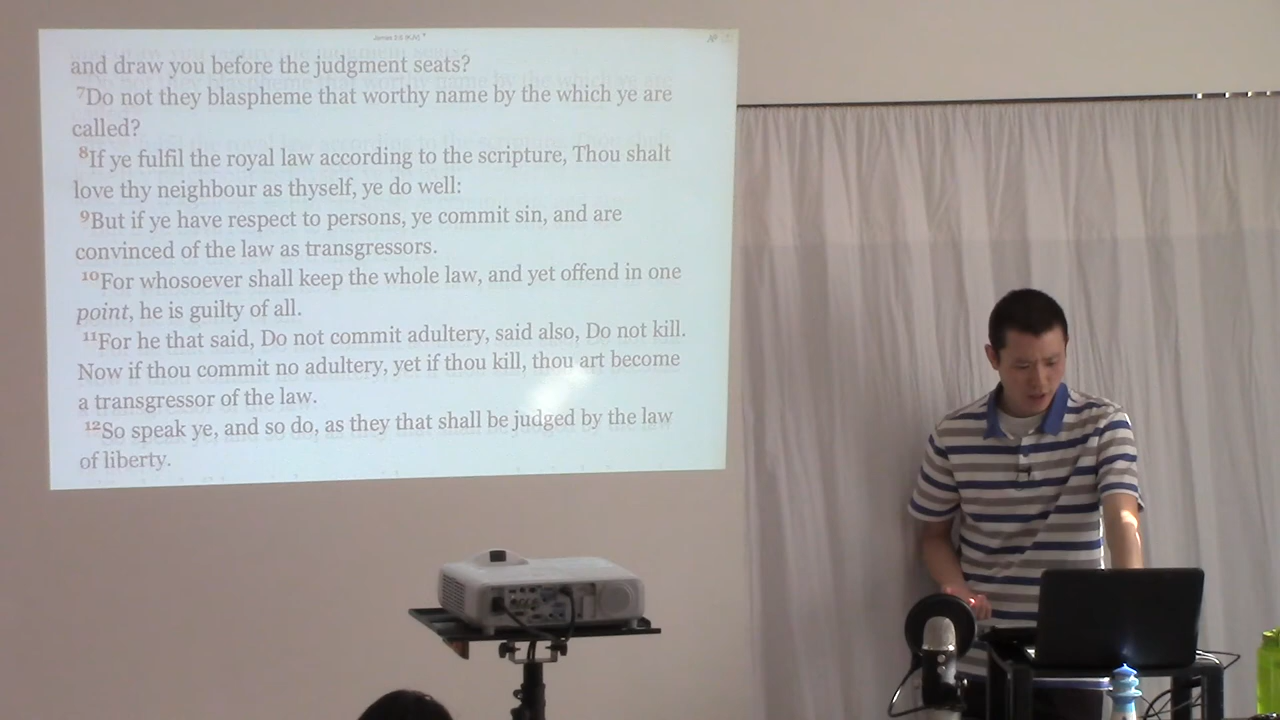 James 2:8 (KJV)
and draw you before the judgment seats?
7Do not they blaspheme that worthy name by the which ye are
called?
8If ye fulfil the royal law according to the scripture, Thou shalt
love thy neighbour as thyself, ye do well:
9But if ye have respect to persons, ye commit sin, and are
convinced of the law as transgressors.
10For whosoever shall keep the whole law, and yet offend in one
point, he is guilty of all.
11For he that said, Do not commit adultery, said also, Do not kill.
Now if thou commit no adultery, yet if thou kill, thou art become
a transgressor of the law.
12So speak ye, and so do, as they that shall be judged by the law
of liberty.